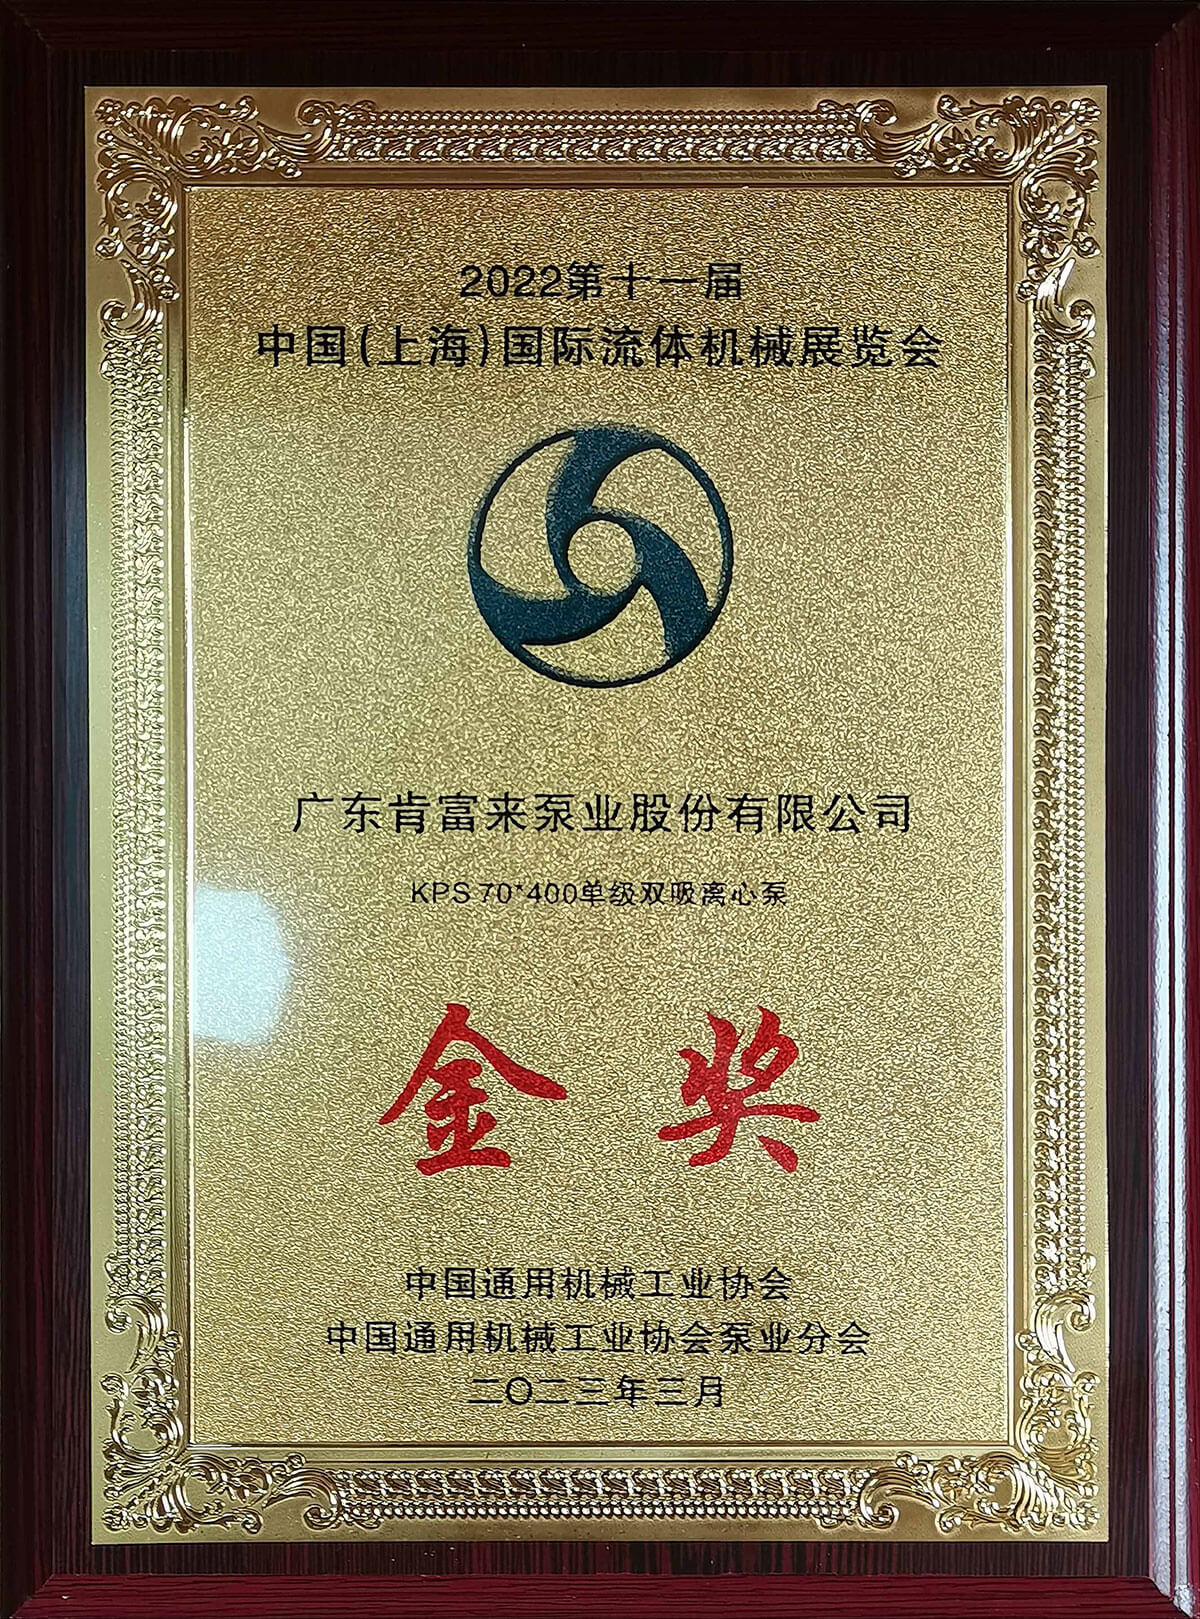 2022第十一届
中国(上海)国际流体机械展览会
广东肯富来泵业股份有限公司
KPS 70*400单级双吸离心泵
金奖
中国通用机械工业协会
中国通用机械工业协会泵业分会
二〇二三年三月